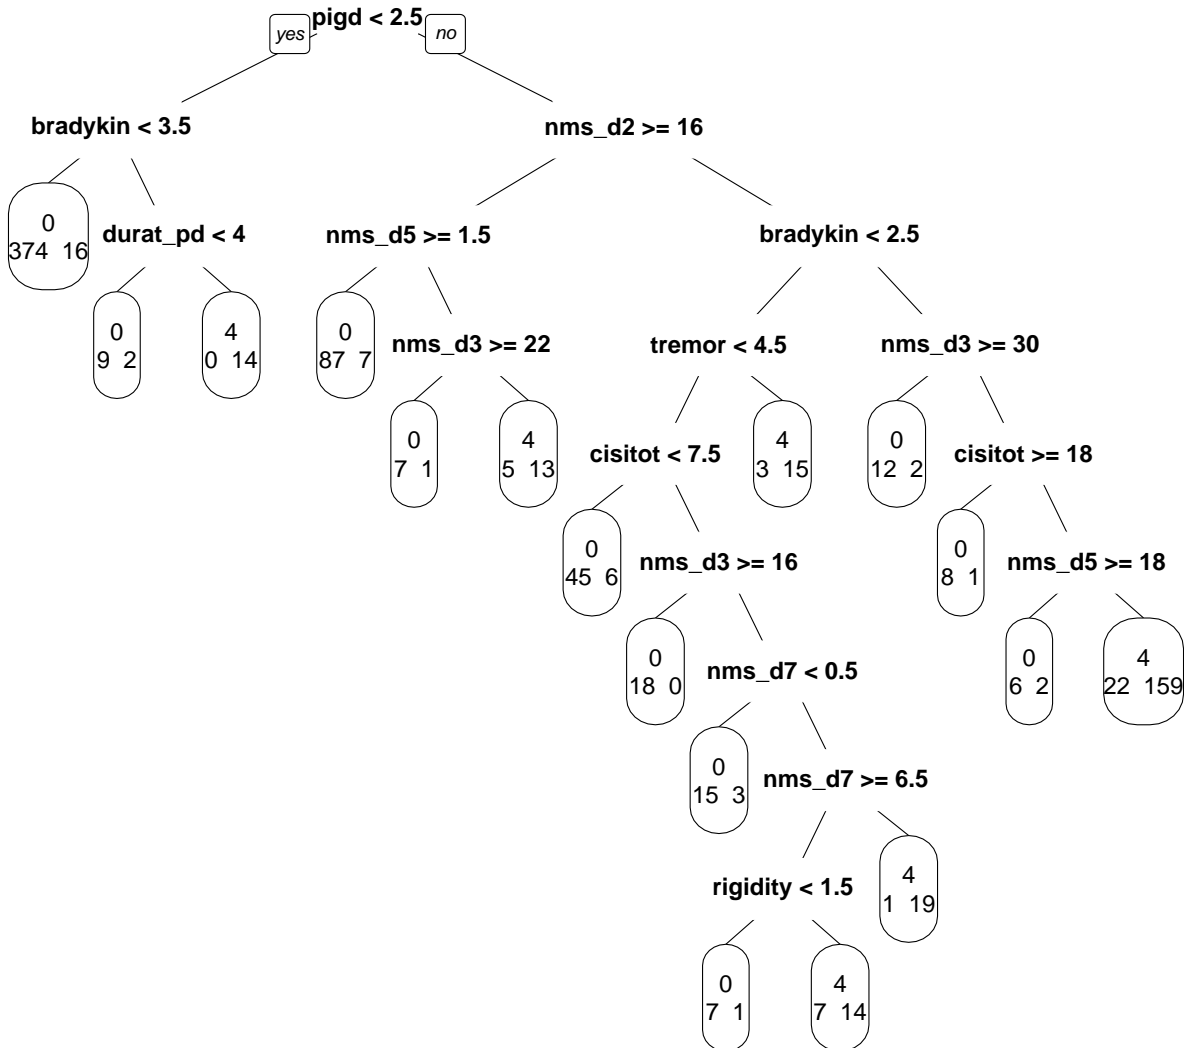 pigd < 2.5
yes
no
bradykin < 3.5
nms_d2 >= 16
0
374 16
durat_pd < 4
nms_d5 >= 1.5
bradykin < 2.5
0
9 2
4
0 14
0
87 7
nms_d3 >= 22
tremor < 4.5
nms_d3 >= 30
0
7 1
4
5 13
cisitot < 7.5
4
3 15
0
12 2
cisitot >= 18
0
45 6
nms_d3 >= 16
0
8 1
nms_d5 >= 18
0
18 0
nms_d7 < 0.5
0
6 2
4
22 159
0
15 3
nms_d7 >= 6.5
rigidity < 1.5
4
1 19
0
7 1
4
7 14